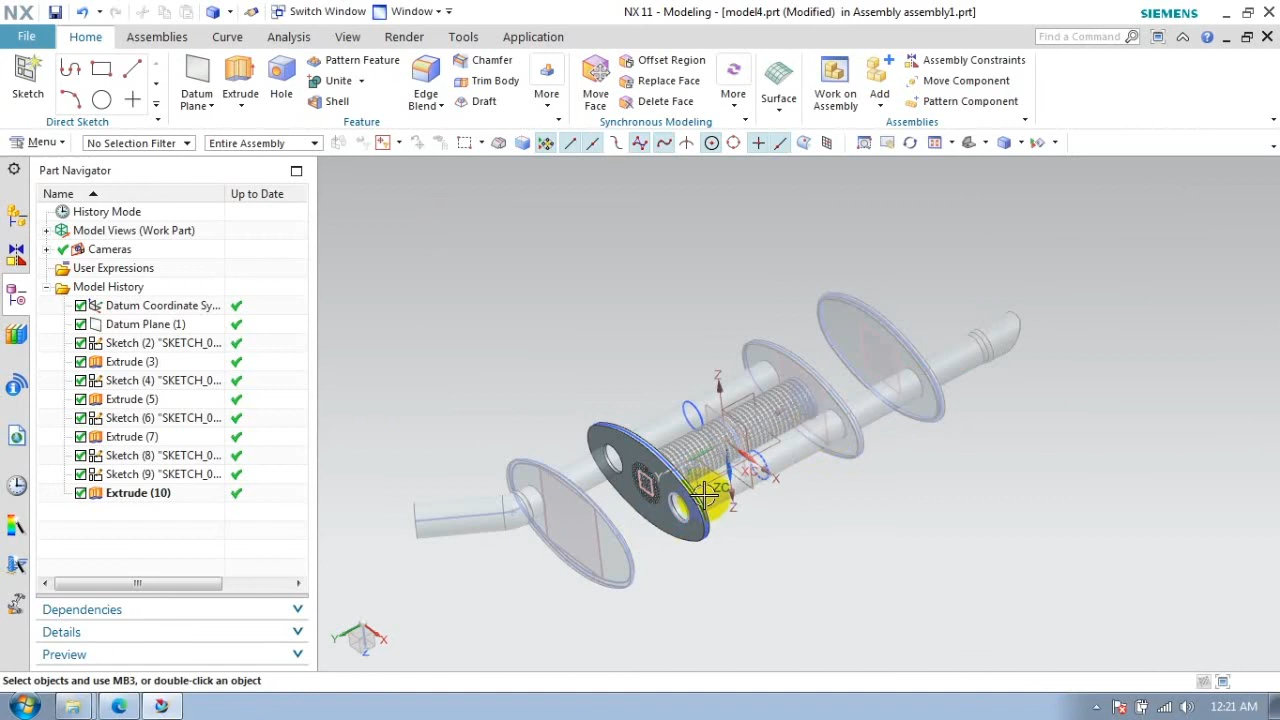 NX
Switch Window
Window
NX 11 - Modeling - [model4.prt (Modified) in Assembly assembly1.prt]
SIEMENS
File
Home
Assemblies
Curve
Analysis
View
Render
Tools
Application
Find a Command
Sketch
Direct Sketch
Datum
Plane
Extrude
Hole
Pattern Feature
Unite
Shell
Edge
Blend
Chamfer
Trim Body
Draft
More
Feature
Move
Face
Offset Region
Replace Face
Delete Face
More
Synchronous Modeling
Surface
Work on
Assembly
Add
Assembly Constraints
Move Component
Pattern Component
Assemblies
Menu
No Selection Filter
Entire Assembly
Part Navigator
Name
Up to Date
History Mode
Model Views (Work Part)
Cameras
User Expressions
Model History
Datum Coordinate Sy...
Datum Plane (1)
Sketch (2) "SKETCH_0...
Extrude (3)
Sketch (4) "SKETCH_0...
Extrude (5)
Sketch (6) "SKETCH_0...
Extrude (7)
Sketch (8) "SKETCH_0...
Sketch (9) "SKETCH_0...
Extrude (10)
Dependencies
Details
Preview
Z
XC
X
ZC
Z
Y
X
Z
Select objects and use MB3, or double-click an object
12:21 AM